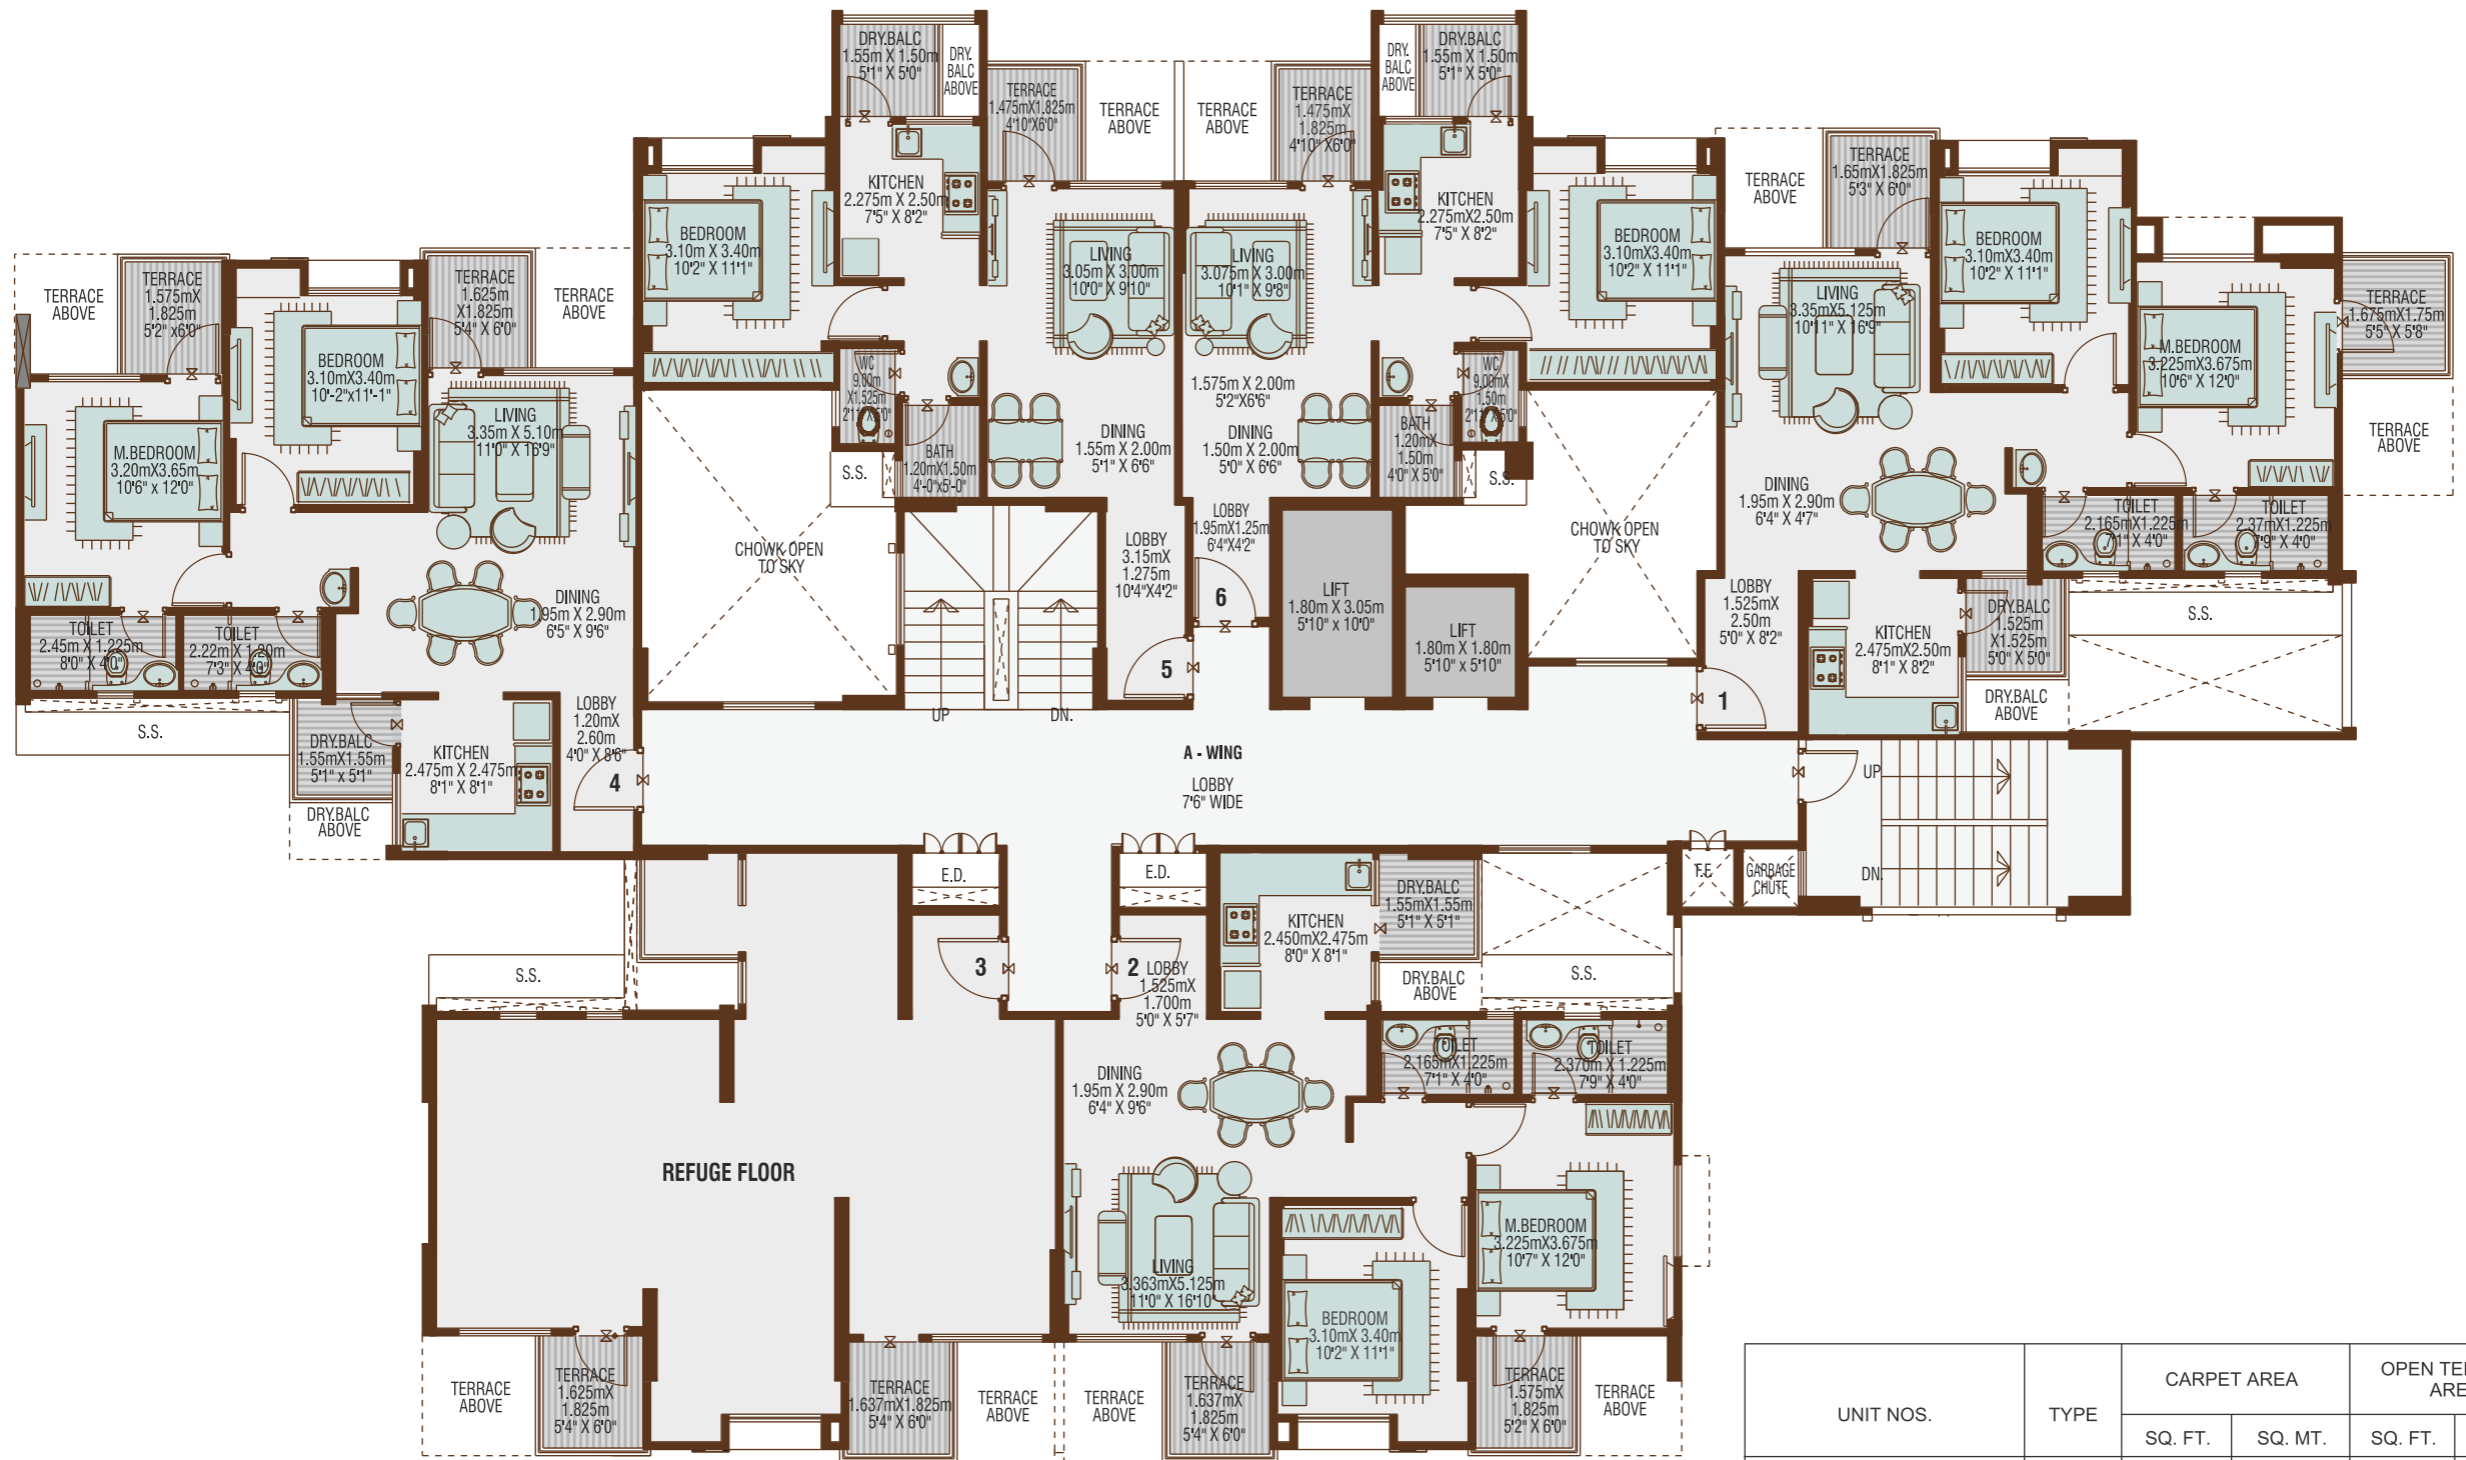 DRY.BALC
1.55m X 1.50m
5'1" X 5'0"
DRY.
BALC
ABOVE
TERRACE
1.475mX1.825m
4'10"X6'0"
TERRACE
ABOVE
TERRACE
ABOVE
TERRACE
1.475mX
1.825m
4'10" X6'0"
DRY.
BALC
ABOVE
DRY.BALC
1.55m X 1.50m
5'1" X 5'0"
KITCHEN
2.275m X 2.50m
7'5" X 8'2"
KITCHEN
2.275mX2.50m
7'5" X 8'2"
TERRACE
ABOVE
TERRACE
1.65mX1.825m
5'3" X 6'0"
BEDROOM
3.10m X 3.40m
10'2" X 11'1"
LIVING
3.05m X 3.00m
10'0" X 9'10"
LIVING
3.075m X 3.00m
10'1" X 9'8"
BEDROOM
3.10mX3.40m
10'2" X 11'1"
BEDROOM
3.10mX3.40m
10'2" X 11'1"
TERRACE
ABOVE
TERRACE
1.575mX
1.825m
5'2" x6'0"
TERRACE
1.625m
X1.825m
5'4" X 6'0"
TERRACE
ABOVE
LIVING
3.35mX5.125m
10'11" X 16'9"
TERRACE
1.675mX1.75m
5'5" X 5'8"
M.BEDROOM
3.225mX3.675m
10'6" X 12'0"
BEDROOM
3.10mX3.40m
10'-2"x11'-1"
WC
9.00m
X1.525m
2'11"X5'0"
1.575m X 2.00m
5'2"X6'6"
WC
9.00mX
1.50m
2'11"X5'0"
LIVING
3.35m X 5.10m
11'0" X 16'9"
M.BEDROOM
3.20mX3.65m
10'6" x 12'0"
TERRACE
ABOVE
DINING
1.55m X 2.00m
5'1" X 6'6"
DINING
1.50m X 2.00m
5'0" X 6'6"
BATH
1.20mX1.50m
4'-0"x5'-0"
BATH
1.20mX
1.50m
4'0" X 5'0"
S.S.
S.S.
DINING
1.95m X 2.90m
6'4" X 4'7"
TOILET
2.165mX1.225m
7'1" X 4'0"
TOILET
2.37mX1.225m
7'9" X 4'0"
CHOWK OPEN
TO SKY
LOBBY
3.15mX
1.275m
10'4"X4'2"
LOBBY
1.95mX1.25m
6'4"X4'2"
CHOWK OPEN
TO SKY
6
LIFT
1.80m X 3.05m
5'10" x 10'0"
LIFT
1.80m X 1.80m
5'10" x 5'10"
LOBBY
1.525mX
2.50m
5'0" X 8'2"
DRY.BALC
1.525m
X1.525m
5'0" X 5'0"
S.S.
DINING
1.95m X 2.90m
6'5" X 9'6"
TOILET
2.45m X 1.225m
8'0" X 4'0"
TOILET
2.22m X 1.20m
7'3" X 4'0"
KITCHEN
2.475mX2.50m
8'1" X 8'2"
5
1
DRY.BALC
ABOVE
S.S.
UP
DN.
LOBBY
1.20mX
2.60m
4'0" X 8'6"
DRY.BALC
1.55mX1.55m
5'1" x 5'1"
KITCHEN
2.475m X 2.475m
8'1" X 8'1"
4
A - WING
LOBBY
7'6" WIDE
UP
DRY.BALC
ABOVE
E.D.
E.D.
F.F.
GARBAGE
CHUTE
DN.
DRY.BALC
1.55mX1.55m
5'1" X 5'1"
KITCHEN
2.450mX2.475m
8'0" X 8'1"
S.S.
3
2
LOBBY
1.525mX
1.700m
5'0" X 5'7"
DRY.BALC
ABOVE
S.S.
TOILET
2.165mX1.225m
7'1" X 4'0"
TOILET
2.370m X 1.225m
7'9" X 4'0"
DINING
1.95m X 2.90m
6'4" X 9'6"
REFUGE FLOOR
M.BEDROOM
3.225mX3.675m
10'7" X 12'0"
LIVING
3.363mX5.125m
11'0" X 16'10"
BEDROOM
3.10mX 3.40m
10'2" X 11'1"
TERRACE
ABOVE
TERRACE
1.625mX
1.825m
5'4" X 6'0"
TERRACE
1.637mX1.825m
5'4" X 6'0"
TERRACE
ABOVE
TERRACE
ABOVE
TERRACE
1.637mX
1.825m
5'4" X 6'0"
TERRACE
1.575mX
1.825m
5'2" X 6'0"
TERRACE
ABOVE
UNIT NOS.
TYPE
CARPET AREA
OPEN TE
ARE
SQ. FT.
SQ. MT.
SQ. FT.